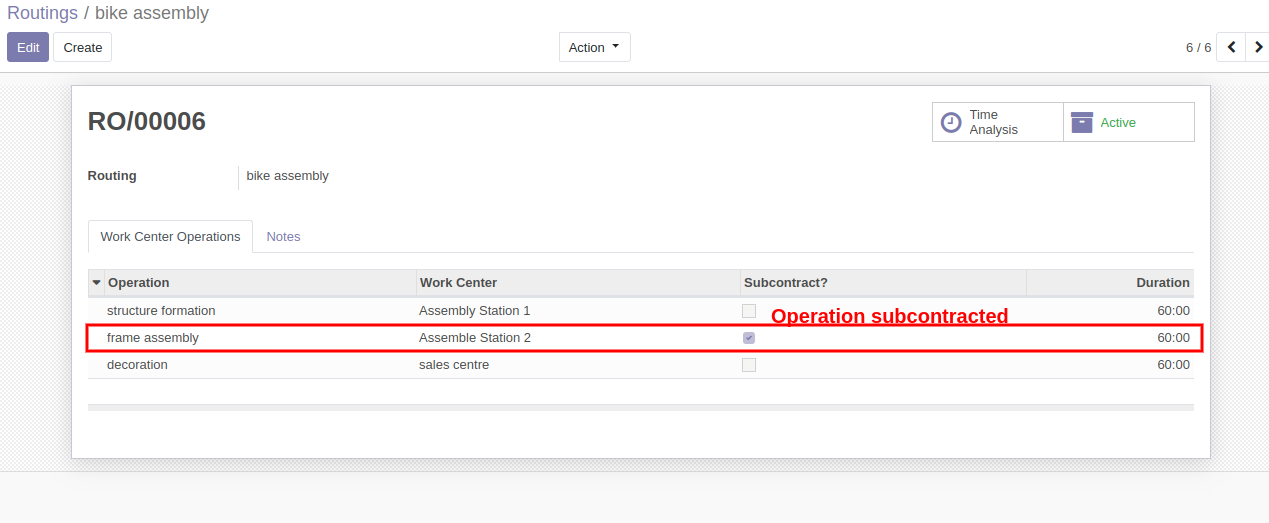 Routings / bike assembly
Edit Create Action 6 / 6
RO/00006
Time Analysis
Active
Routing bike assembly
Work Center Operations Notes
Operation Work Center Subcontract? Duration
structure formation Assembly Station 1 60:00
Operation subcontracted
frame assembly Assemble Station 2 60:00
decoration sales centre 60:00